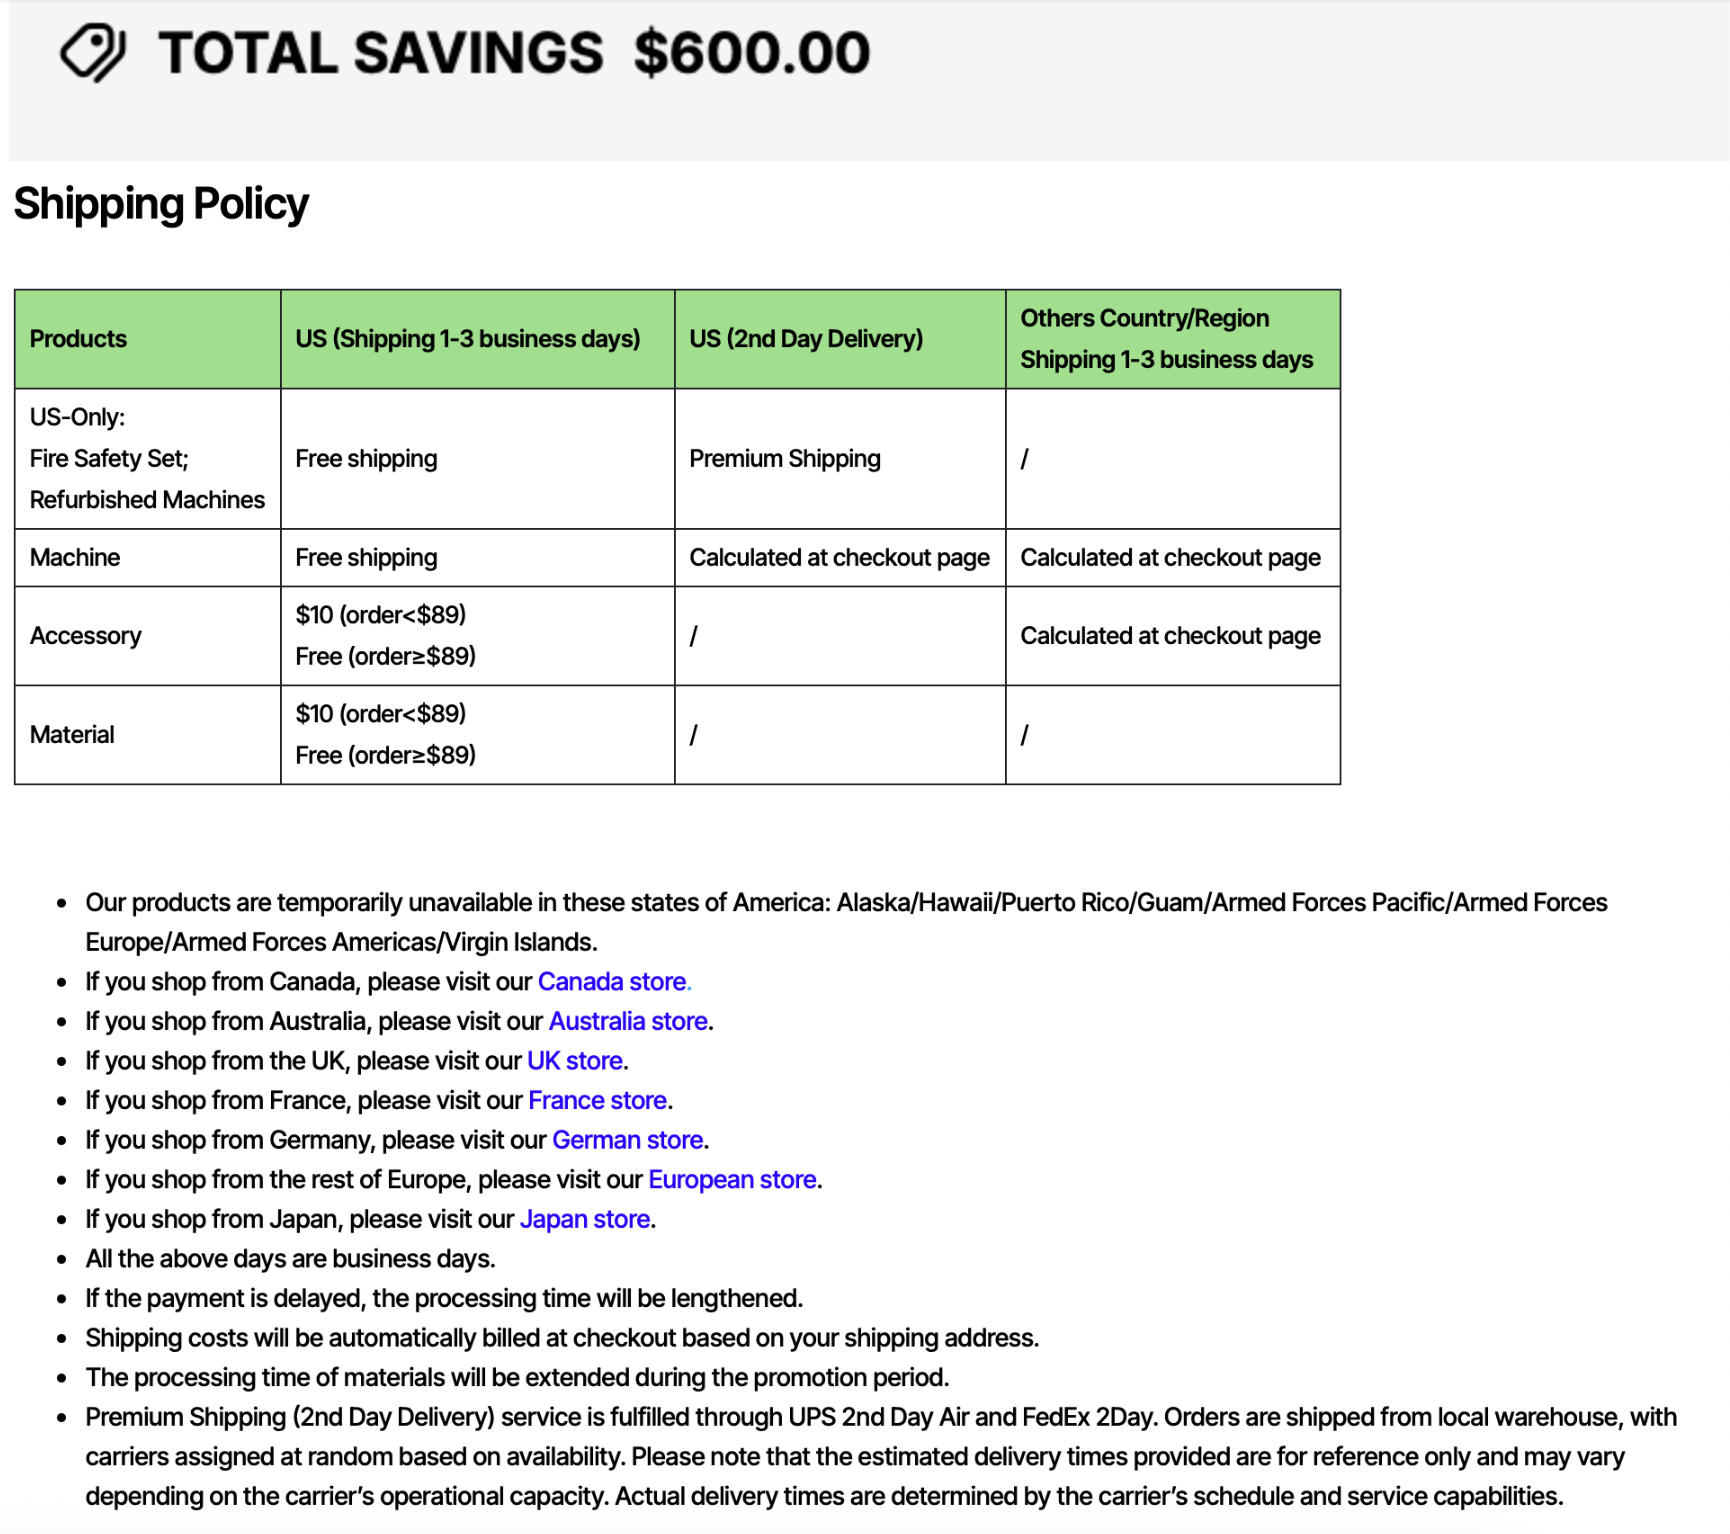 TOTAL SAVINGS $600.00
Shipping Policy
Products
US (Shipping 1-3 business days)
US (2nd Day Delivery)
Others Country/Region
Shipping 1-3 business days
US-Only:
Fire Safety Set;
Refurbished Machines
Free shipping
Premium Shipping
/
Machine
Free shipping
Calculated at checkout page
Calculated at checkout page
Accessory
$10 (order<$89)
Free (order≥$89)
/
Calculated at checkout page
Material
$10 (order<$89)
Free (order≥$89)
/
/
• Our products are temporarily unavailable in these states of America: Alaska/Hawaii/Puerto Rico/Guam/Armed Forces Pacific/Armed Forces
Europe/Armed Forces Americas/Virgin Islands.
• If you shop from Canada, please visit our Canada store.
• If you shop from Australia, please visit our Australia store.
• If you shop from the UK, please visit our UK store.
• If you shop from France, please visit our France store.
• If you shop from Germany, please visit our German store.
• If you shop from the rest of Europe, please visit our European store.
• If you shop from Japan, please visit our Japan store.
• All the above days are business days.
• If the payment is delayed, the processing time will be lengthened.
• Shipping costs will be automatically billed at checkout based on your shipping address.
• The processing time of materials will be extended during the promotion period.
• Premium Shipping (2nd Day Delivery) service is fulfilled through UPS 2nd Day Air and FedEx 2Day. Orders are shipped from local warehouse, with
carriers assigned at random based on availability. Please note that the estimated delivery times provided are for reference only and may vary
depending on the carrier’s operational capacity. Actual delivery times are determined by the carrier’s schedule and service capabilities.